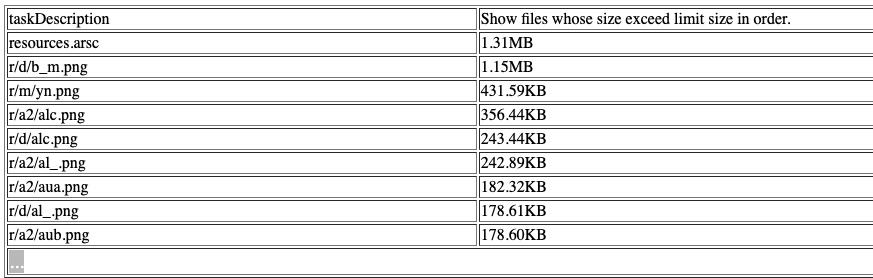 taskDescription Show files whose size exceed limit size in order.
resources.arsc 1.31MB
r/d/b_m.png 1.15MB
r/m/yn.png 431.59KB
r/a2/alc.png 356.44KB
r/d/alc.png 243.44KB
r/a2/al_.png 242.89KB
r/a2/aua.png 182.32KB
r/d/al_.png 178.61KB
r/a2/aub.png 178.60KB
...